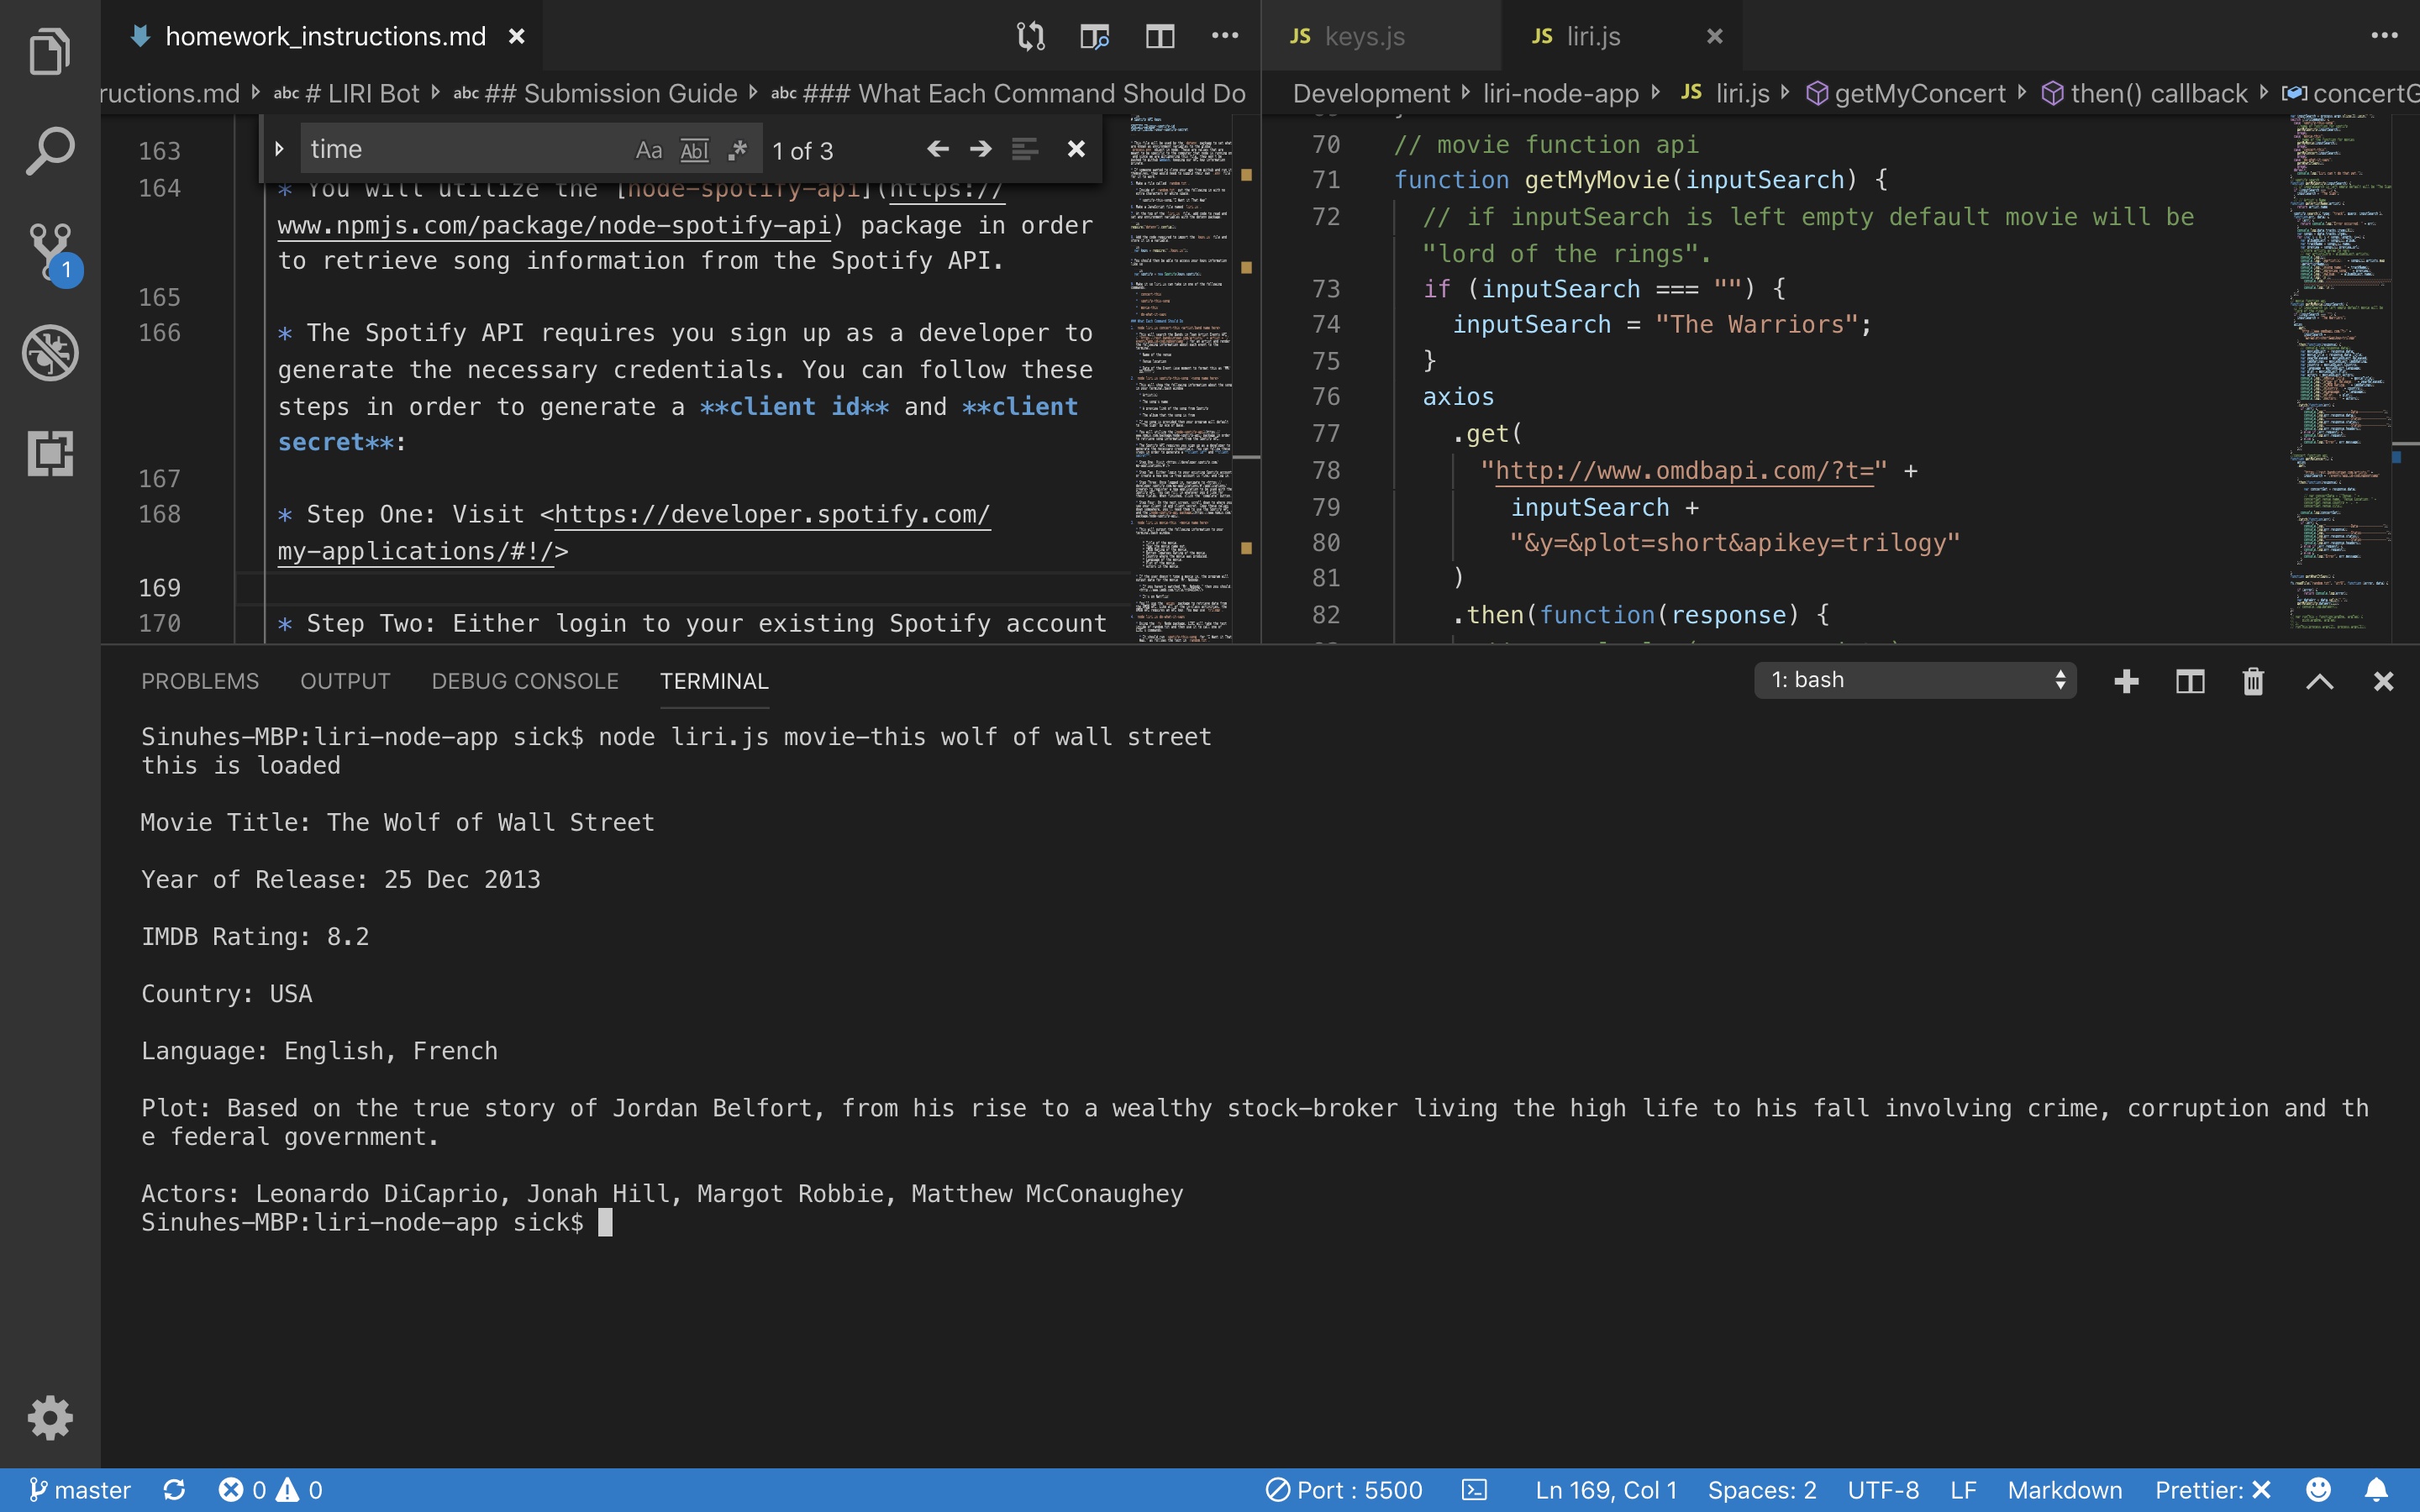 homework_instructions.md
ructions.md abc # LIRI Bot abc ## Submission Guide abc ### What Each Command Should Do
time Aa Abl .* 1 of 3
163
164 * You will utilize the [node-spotify-api](https://
www.npmjs.com/package/node-spotify-api) package in order
to retrieve song information from the Spotify API.
165
166 * The Spotify API requires you sign up as a developer to
generate the necessary credentials. You can follow these
steps in order to generate a **client id** and **client
secret**:
167
168 * Step One: Visit <https://developer.spotify.com/
my-applications/#!/>
169
170 * Step Two: Either login to your existing Spotify account
1
JS keys.js JS liri.js
Development liri-node-app JS liri.js getMyConcert then() callback concertG
70 // movie function api
71 function getMyMovie(inputSearch) {
72 // if inputSearch is left empty default movie will be
"lord of the rings".
73 if (inputSearch === "") {
74 inputSearch = "The Warriors";
75 }
76 axios
77 .get(
78 "http://www.omdbapi.com/?t=" +
79 inputSearch +
80 "&y=&plot=short&apikey=trilogy"
81 )
82 .then(function(response) {
PROBLEMS OUTPUT DEBUG CONSOLE TERMINAL 1: bash
Sinuhes-MBP:liri-node-app sick$ node liri.js movie-this wolf of wall street
this is loaded
Movie Title: The Wolf of Wall Street
Year of Release: 25 Dec 2013
IMDB Rating: 8.2
Country: USA
Language: English, French
Plot: Based on the true story of Jordan Belfort, from his rise to a wealthy stock-broker living the high life to his fall involving crime, corruption and th
e federal government.
Actors: Leonardo DiCaprio, Jonah Hill, Margot Robbie, Matthew McConaughey
Sinuhes-MBP:liri-node-app sick$
master 0 0 Port : 5500 Ln 169, Col 1 Spaces: 2 UTF-8 LF Markdown Prettier: ✕